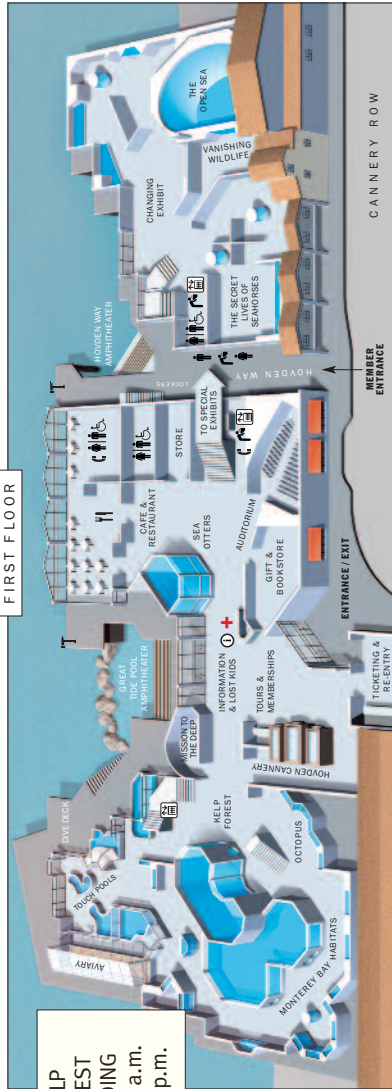 FIRST FLOOR
LP
EST
ING
a.m.
p.m.
AVIARY
TOUCH POOLS
DIVE DECK
GREAT
TIDE POOL
AMPHITHEATER
MISSION TO
THE DEEP
KELP
FOREST
OCTOPUS
MONTEREY BAY HABITATS
HOVDEN CANNERY
TOURS &
MEMBERSHIPS
INFORMATION
& LOST KIDS
i
SEA
OTTERS
CAFE &
RESTAURANT
STORE
TO SPECIAL
EXHIBITS
AUDITORIUM
GIFT &
BOOKSTORE
ENTRANCE / EXIT
TICKETING &
RE-ENTRY
LOCKERS
HOVDEN WAY
HOVDEN WAY
AMPHITHEATER
MEMBER
ENTRANCE
CHANGING
EXHIBIT
THE SECRET
LIVES OF
SEAHORSES
VANISHING
WILDLIFE
THE
OPEN SEA
CANNERY ROW